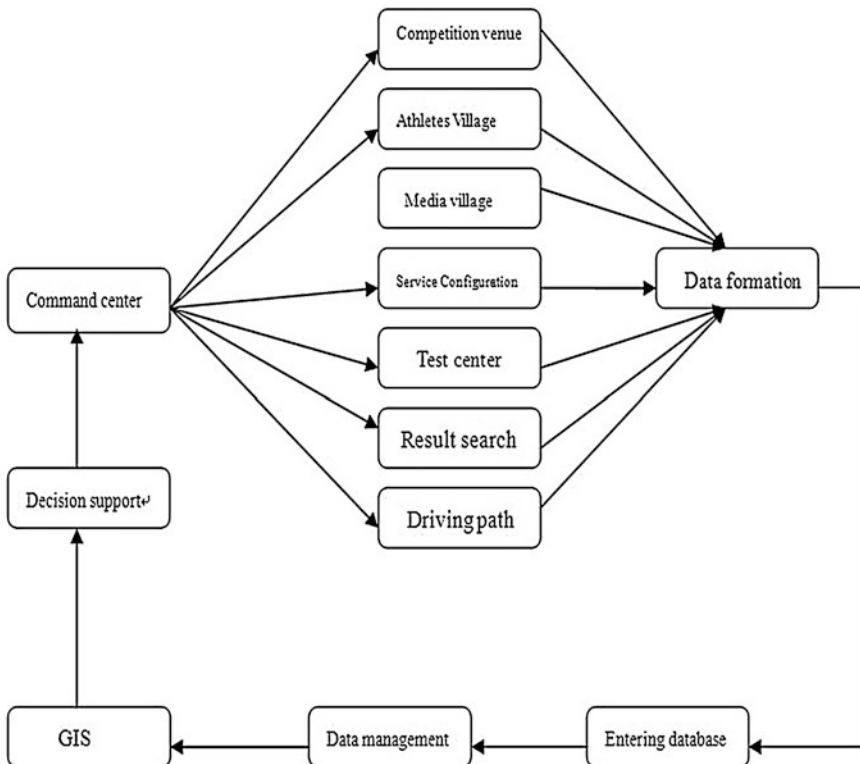 Competition venue
Athletes Village
Media village
Service Configuration
Command center
Data formation
Test center
Result search
Decision support↵
Driving path
GIS
Data management
Entering database